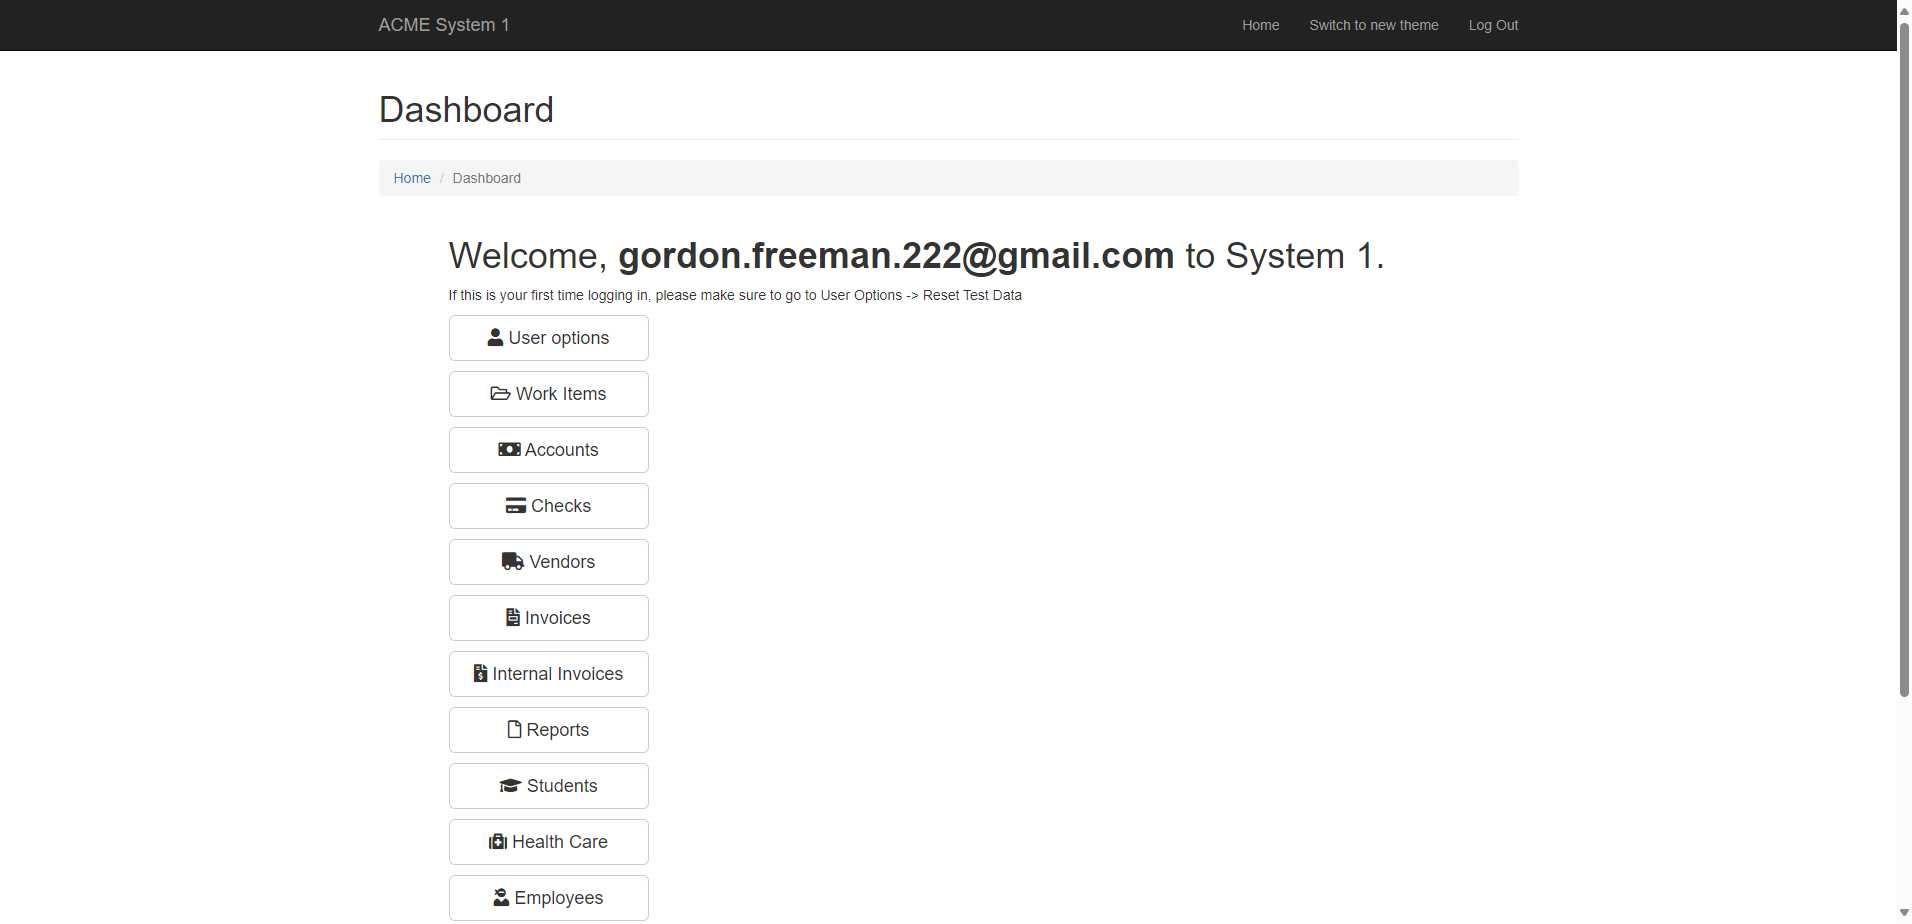 ACME System 1
Home
Switch to new theme
Log Out
Dashboard
Home / Dashboard
Welcome, gordon.freeman.222@gmail.com to System 1.
If this is your first time logging in, please make sure to go to User Options -> Reset Test Data
User options
Work Items
Accounts
Checks
Vendors
Invoices
Internal Invoices
Reports
Students
Health Care
Employees